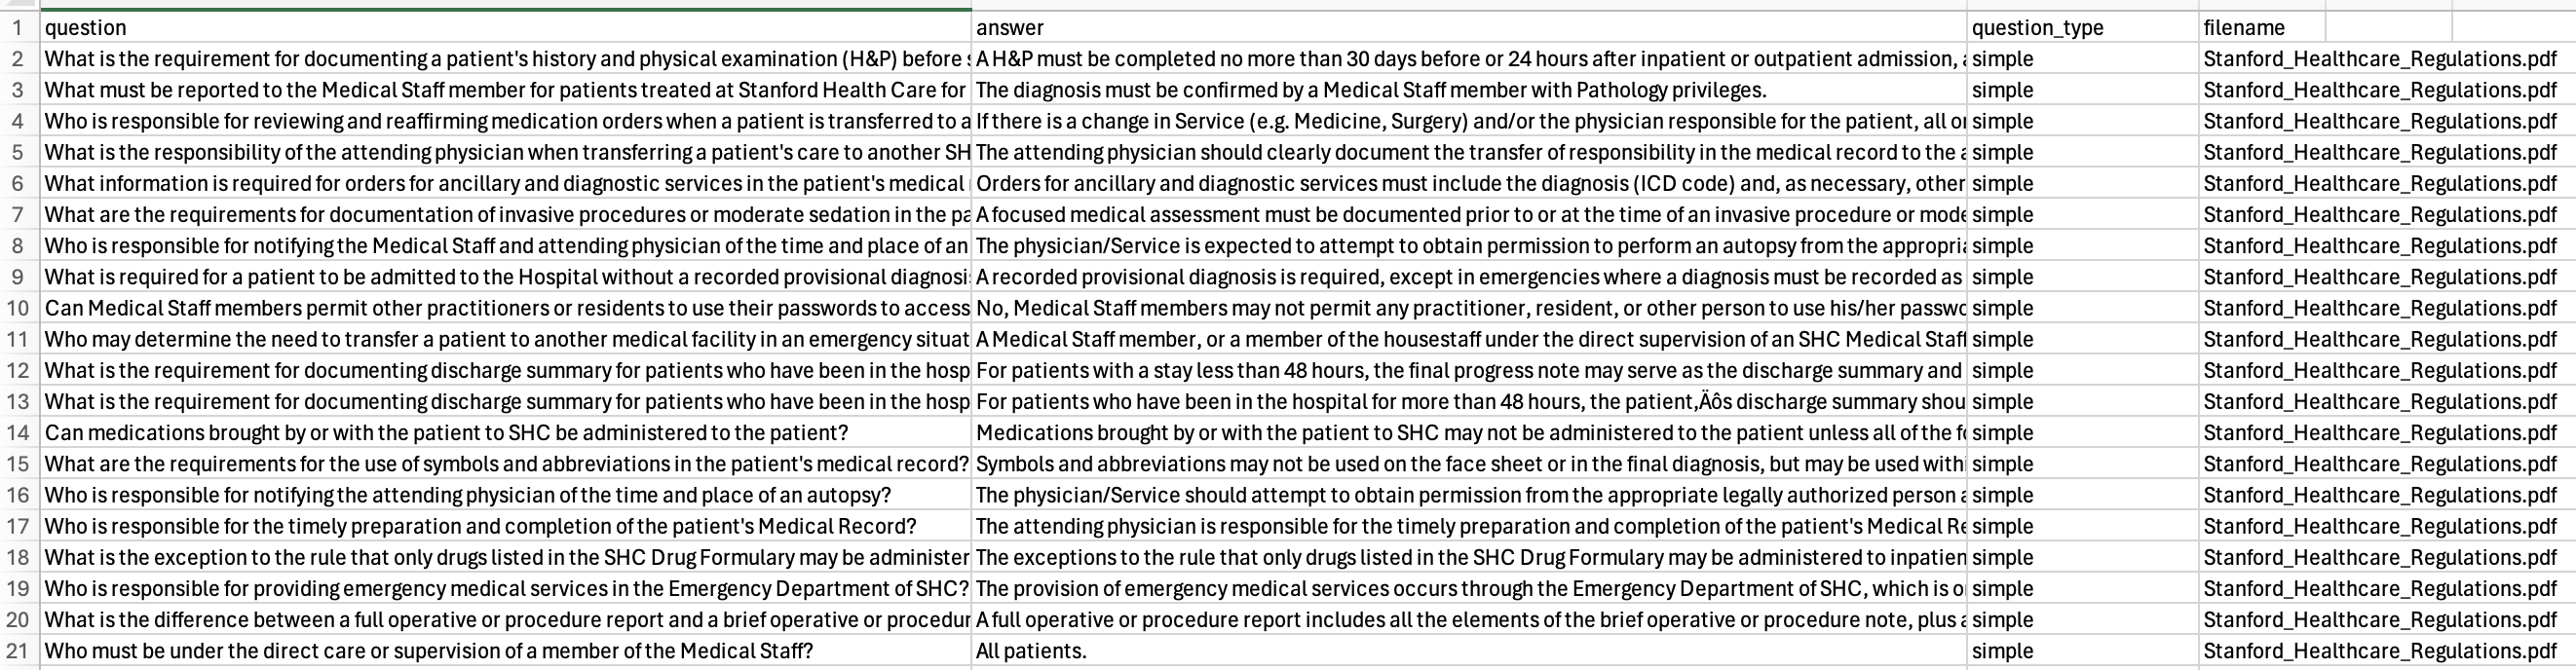 1 question answer question_type filename
2 What is the requirement for documenting a patient's history and physical examination (H&P) before A H&P must be completed no more than 30 days before or 24 hours after inpatient or outpatient admission, simple Stanford_Healthcare_Regulations.pdf
3 What must be reported to the Medical Staff member for patients treated at Stanford Health Care for The diagnosis must be confirmed by a Medical Staff member with Pathology privileges. simple Stanford_Healthcare_Regulations.pdf
4 Who is responsible for reviewing and reaffirming medication orders when a patient is transferred to a If there is a change in Service (e.g. Medicine, Surgery) and/or the physician responsible for the patient, all simple Stanford_Healthcare_Regulations.pdf
5 What is the responsibility of the attending physician when transferring a patient's care to another SH The attending physician should clearly document the transfer of responsibility in the medical record to the simple Stanford_Healthcare_Regulations.pdf
6 What information is required for orders for ancillary and diagnostic services in the patient's medical Orders for ancillary and diagnostic services must include the diagnosis (ICD code) and, as necessary, other simple Stanford_Healthcare_Regulations.pdf
7 What are the requirements for documentation of invasive procedures or moderate sedation in the pa A focused medical assessment must be documented prior to or at the time of an invasive procedure or mode simple Stanford_Healthcare_Regulations.pdf
8 Who is responsible for notifying the Medical Staff and attending physician of the time and place of an The physician/Service is expected to attempt to obtain permission to perform an autopsy from the appropria simple Stanford_Healthcare_Regulations.pdf
9 What is required for a patient to be admitted to the Hospital without a recorded provisional diagnosis A recorded provisional diagnosis is required, except in emergencies where a diagnosis must be recorded as simple Stanford_Healthcare_Regulations.pdf
10 Can Medical Staff members permit other practitioners or residents to use their passwords to access No, Medical Staff members may not permit any practitioner, resident, or other person to use his/her passwo simple Stanford_Healthcare_Regulations.pdf
11 Who may determine the need to transfer a patient to another medical facility in an emergency situat A Medical Staff member, or a member of the housestaff under the direct supervision of an SHC Medical Staff simple Stanford_Healthcare_Regulations.pdf
12 What is the requirement for documenting discharge summary for patients who have been in the hosp For patients with a stay less than 48 hours, the final progress note may serve as the discharge summary and simple Stanford_Healthcare_Regulations.pdf
13 What is the requirement for documenting discharge summary for patients who have been in the hosp For patients who have been in the hospital for more than 48 hours, the patient‚Äôs discharge summary shou simple Stanford_Healthcare_Regulations.pdf
14 Can medications brought by or with the patient to SHC be administered to the patient? Medications brought by or with the patient to SHC may not be administered to the patient unless all of the simple Stanford_Healthcare_Regulations.pdf
15 What are the requirements for the use of symbols and abbreviations in the patient's medical record? Symbols and abbreviations may not be used on the face sheet or in the final diagnosis, but may be used with simple Stanford_Healthcare_Regulations.pdf
16 Who is responsible for notifying the attending physician of the time and place of an autopsy? The physician/Service should attempt to obtain permission from the appropriate legally authorized person simple Stanford_Healthcare_Regulations.pdf
17 Who is responsible for the timely preparation and completion of the patient's Medical Record? The attending physician is responsible for the timely preparation and completion of the patient's Medical Re simple Stanford_Healthcare_Regulations.pdf
18 What is the exception to the rule that only drugs listed in the SHC Drug Formulary may be administer The exceptions to the rule that only drugs listed in the SHC Drug Formulary may be administered to inpatien simple Stanford_Healthcare_Regulations.pdf
19 Who is responsible for providing emergency medical services in the Emergency Department of SHC? The provision of emergency medical services occurs through the Emergency Department of SHC, which is simple Stanford_Healthcare_Regulations.pdf
20 What is the difference between a full operative or procedure report and a brief operative or procedur A full operative or procedure report includes all the elements of the brief operative or procedure note, plus simple Stanford_Healthcare_Regulations.pdf
21 Who must be under the direct care or supervision of a member of the Medical Staff? All patients. simple Stanford_Healthcare_Regulations.pdf